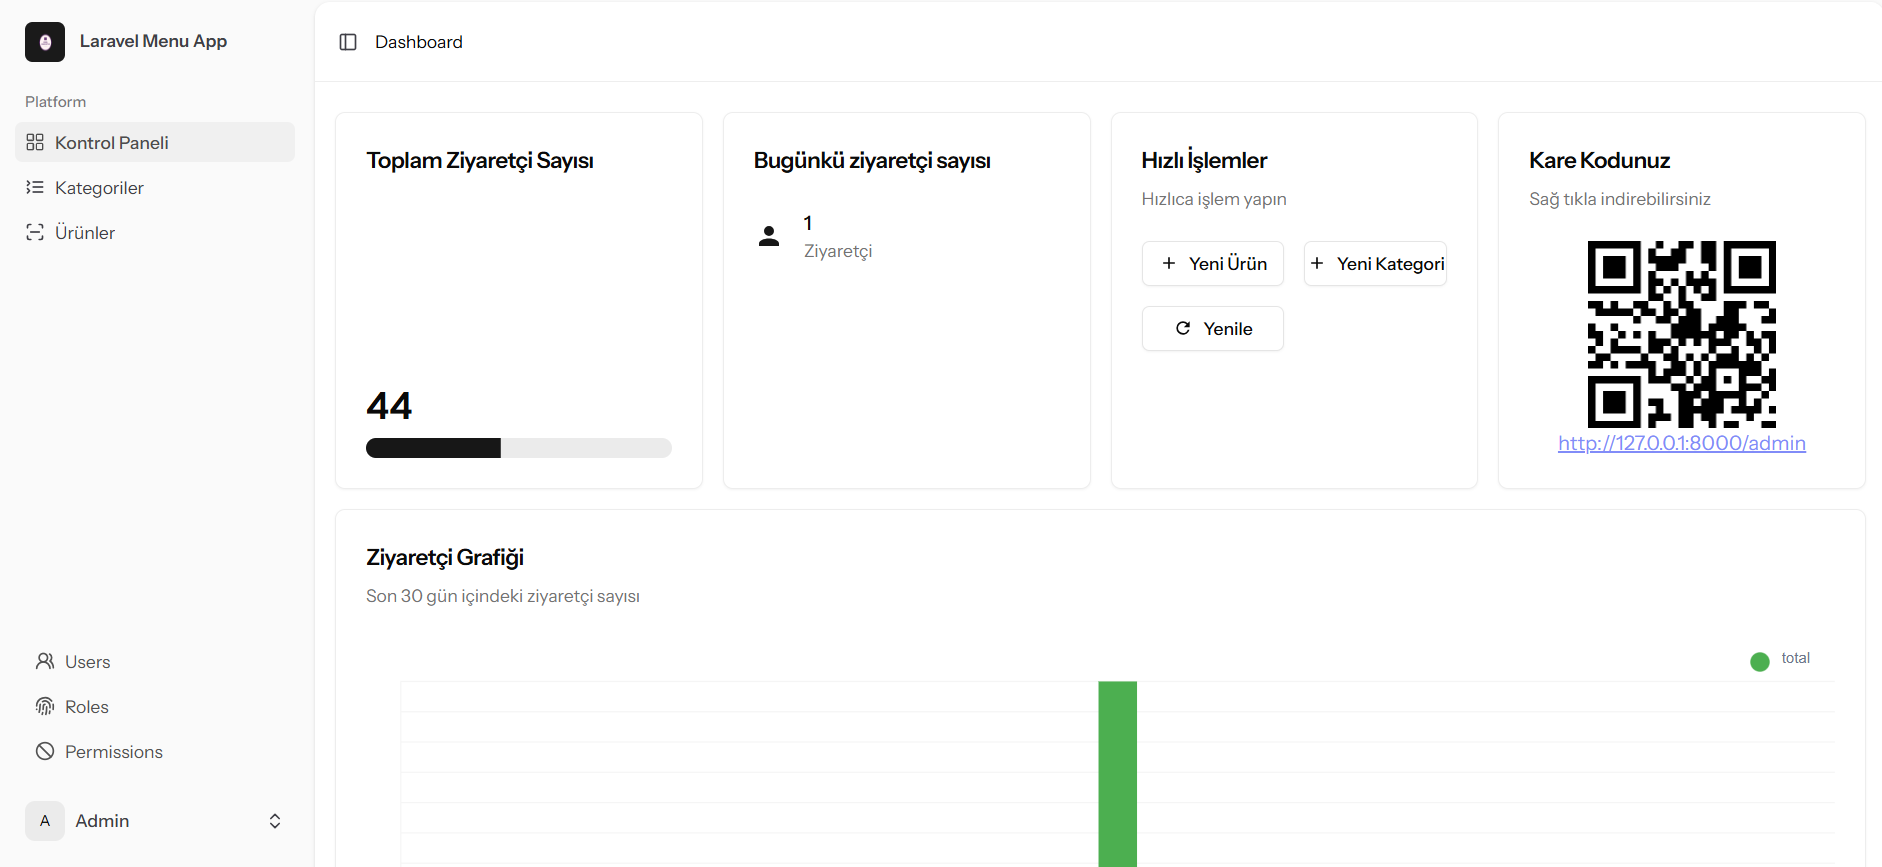 Laravel Menu App
Platform
Kontrol Paneli
Kategoriler
Ürünler
Users
Roles
Permissions
A
Admin
Dashboard
Toplam Ziyaretçi Sayısı
44
Bugünkü ziyaretçi sayısı
1
Ziyaretçi
Hızlı İşlemler
Hızlıca işlem yapın
Yeni Ürün
Yeni Kategori
Yenile
Kare Kodunuz
Sağ tıkla indirebilirsiniz
http://127.0.0.1:8000/admin
Ziyaretçi Grafiği
Son 30 gün içindeki ziyaretçi sayısı
total